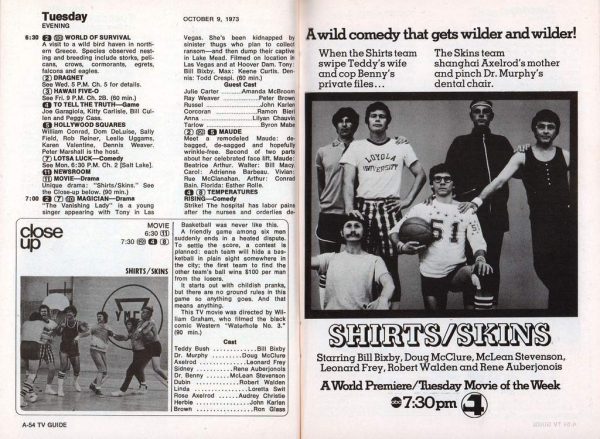 Tuesday
EVENING
OCTOBER 9, 1973
6:30 2 7 10 WORLD OF SURVIVAL
A visit to a wild bird haven in north-
ern Greece. Species observed nest-
ing and breeding include storks, peli-
cans, crows, cormorants, egrets,
falcons and eagles.
2 DRAGNET
See Wed. 5 P.M. Ch. 5 for details.
3 HAWAII FIVE-O
See Fri. 9 P.M. Ch. 2B. (60 min.)
4 TO TELL THE TRUTH—Game
Joe Garagiola, Kitty Carlisle, Bill Cul-
len and Peggy Cass.
5 HOLLYWOOD SQUARES
William Conrad, Dom DeLuise, Sally
Field, Rob Reiner, Leslie Uggams,
Karen Valentine, Dennis Weaver.
Peter Marshall is the host.
7 LOTSA LUCK—Comedy
See Mon. 6:30 P.M. Ch. 2 [Salt Lake].
11 NEWSROOM
11 MOVIE—Drama
Unique drama: "Shirts/Skins." See
the Close-up below. (90 min.)
7:00 2 7 10 MAGICIAN—Drama
"The Vanishing Lady" is a young
singer appearing with Tony in Las
Vegas. She's been kidnapped by
sinister thugs who plan to collect
ransom—and then dump their captive
in Lake Mead. Filmed on location in
Las Vegas and at Hoover Dam. Tony:
Bill Bixby. Max: Keene Curtis. Den-
nis: Todd Crespi. (60 min.)
Guest Cast
Julie Carter Amanda McBroom
Ray Weaver Peter Brown
Russel John Karlen
Corcoran Ramon Bieri
Anna Lilyan Chauvin
Tarlow Byron Mabe
MAUDE
Meet a remodeled Maude: de-
bagged, de-sagged and hopefully
wrinkle-free. Second of two parts
about her celebrated face lift. Maude:
Beatrice Arthur. Walter: Bill Macy.
Carol: Adrienne Barbeau. Vivian:
Rue McClanahan. Arthur: Conrad
Bain. Florida: Esther Rolle.
4 8 TEMPERATURES
RISING—Comedy
Strike! The hospital has labor pains
after the nurses and orderlies de-
close
up
MOVIE
6:30 11
7:30 10 4 8
SHIRTS/SKINS
YMC
Basketball was never like this.
A friendly game among six men
suddenly ends in a heated dispute.
To settle the score, a contest is
planned: each team will hide a bas-
ketball in plain sight somewhere in
the city; the first team to find the
other team's ball wins $100 per man
from the losers.
It starts out with childish pranks,
but there are no ground rules in this
game so anything goes. And that
means anything.
This TV movie was directed by Wil-
liam Graham, who filmed the black
comic Western "Waterhole No. 3."
(90 min.)
Cast
Teddy Bush Bill Bixby
Dr. Murphy Doug McClure
Axelrod Leonard Frey
Sidney Rene Auberjonois
Dr. Benny McLean Stevenson
Dubin Robert Walden
Linda Loretta Swit
Rose Axelrod Audrey Christie
Herbie John Karlen
Brown Ron Glass
A-54 TV GUIDE
A wild comedy that gets wilder and wilder!
When the Shirts team
swipe Teddy's wife
and cop Benny's
private files...
The Skins team
shanghai Axelrod's mother
and pinch Dr. Murphy's
dental chair.
LOYOLA
UNIVERSITY
51
SHIRTS/SKINS
Starring Bill Bixby, Doug McClure, McLean Stevenson,
Leonard Frey, Robert Walden and Rene Auberjonois
A World Premiere/Tuesday Movie of the Week
abc 7:30pm 4